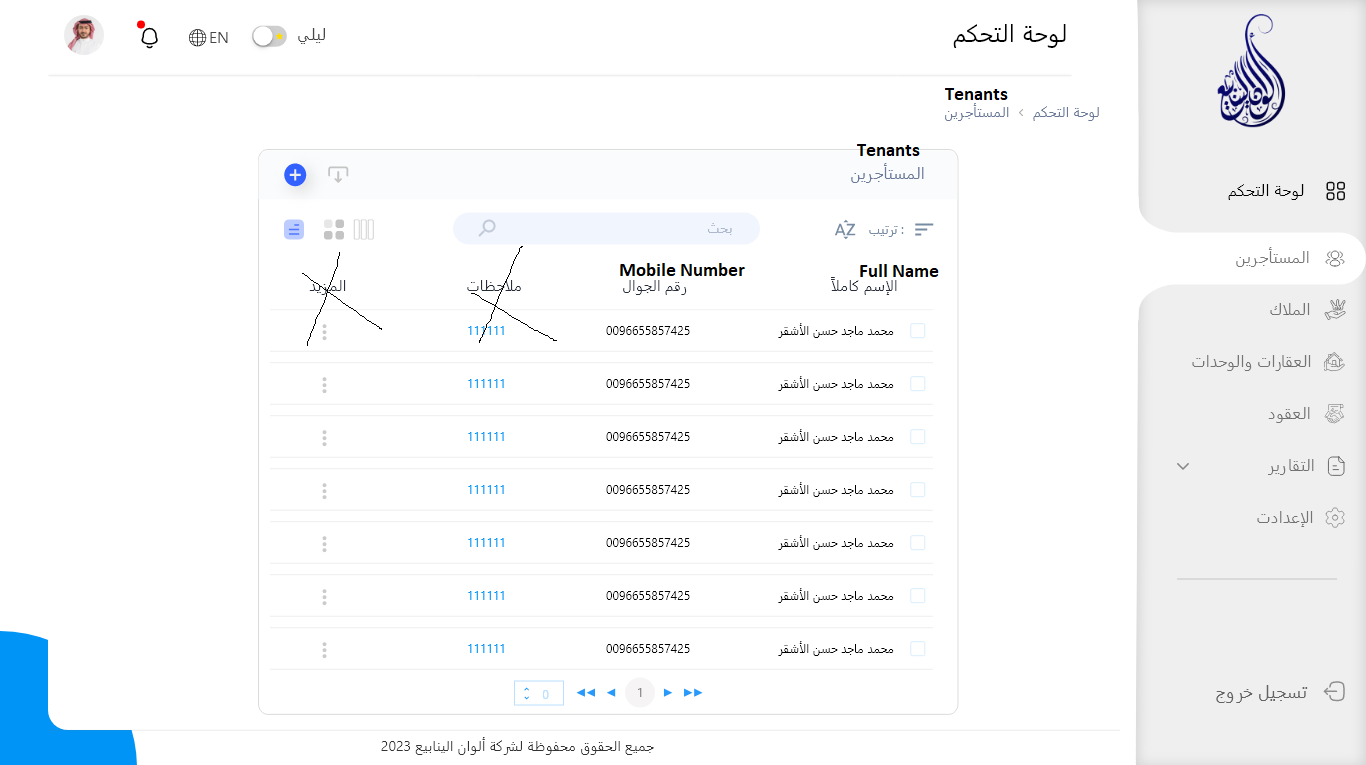 لوحة التحكم
ليلي
EN
Tenants
لوحة التحكم > المستأجرين
Tenants
المستأجرين
ترتيب :
AZ
بحث
Full Name
Mobile Number
الإسم كاملاً
رقم الجوال
ملاحظات
المزيد
محمد ماجد حسن الأشقر 0096655857425 111111
محمد ماجد حسن الأشقر 0096655857425 111111
محمد ماجد حسن الأشقر 0096655857425 111111
محمد ماجد حسن الأشقر 0096655857425 111111
محمد ماجد حسن الأشقر 0096655857425 111111
محمد ماجد حسن الأشقر 0096655857425 111111
محمد ماجد حسن الأشقر 0096655857425 111111
1
0
جميع الحقوق محفوظة لشركة ألوان الينابيع 2023
لوحة التحكم
المستأجرين
الملاك
العقارات والوحدات
العقود
التقارير
الإعدادت
تسجيل خروج